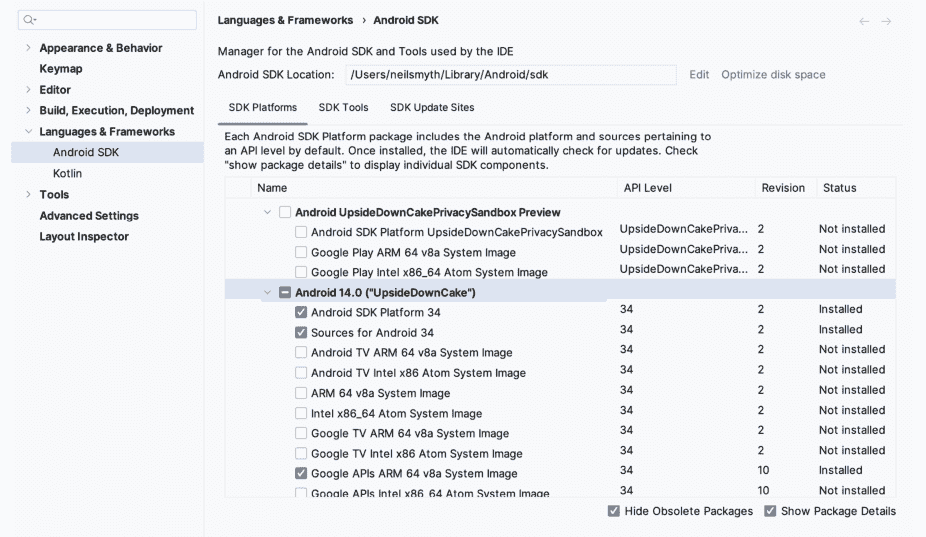 Languages & Frameworks › Android SDK
Appearance & Behavior
Keymap
Editor
Build, Execution, Deployment
Languages & Frameworks
Android SDK
Kotlin
Tools
Advanced Settings
Layout Inspector
Manager for the Android SDK and Tools used by the IDE
Android SDK Location: /Users/neilsmyth/Library/Android/sdk Edit Optimize disk space
SDK Platforms SDK Tools SDK Update Sites
Each Android SDK Platform package includes the Android platform and sources pertaining to
an API level by default. Once installed, the IDE will automatically check for updates. Check
"show package details" to display individual SDK components.
Name API Level Revision Status
Android UpsideDownCakePrivacySandbox Preview
Android SDK Platform UpsideDownCakePrivacySandbox UpsideDownCakePriva... 2 Not installed
Google Play ARM 64 v8a System Image UpsideDownCakePriva... 2 Not installed
Google Play Intel x86_64 Atom System Image UpsideDownCakePriva... 2 Not installed
Android 14.0 ("UpsideDownCake")
Android SDK Platform 34 34 2 Installed
Sources for Android 34 34 2 Installed
Android TV ARM 64 v8a System Image 34 2 Not installed
Android TV Intel x86 Atom System Image 34 2 Not installed
ARM 64 v8a System Image 34 2 Not installed
Intel x86_64 Atom System Image 34 2 Not installed
Google TV ARM 64 v8a System Image 34 2 Not installed
Google TV Intel x86 Atom System Image 34 2 Not installed
Google APIs ARM 64 v8a System Image 34 10 Installed
Google APIs Intel x86_64 Atom System Image 34 10 Not installed
Hide Obsolete Packages Show Package Details